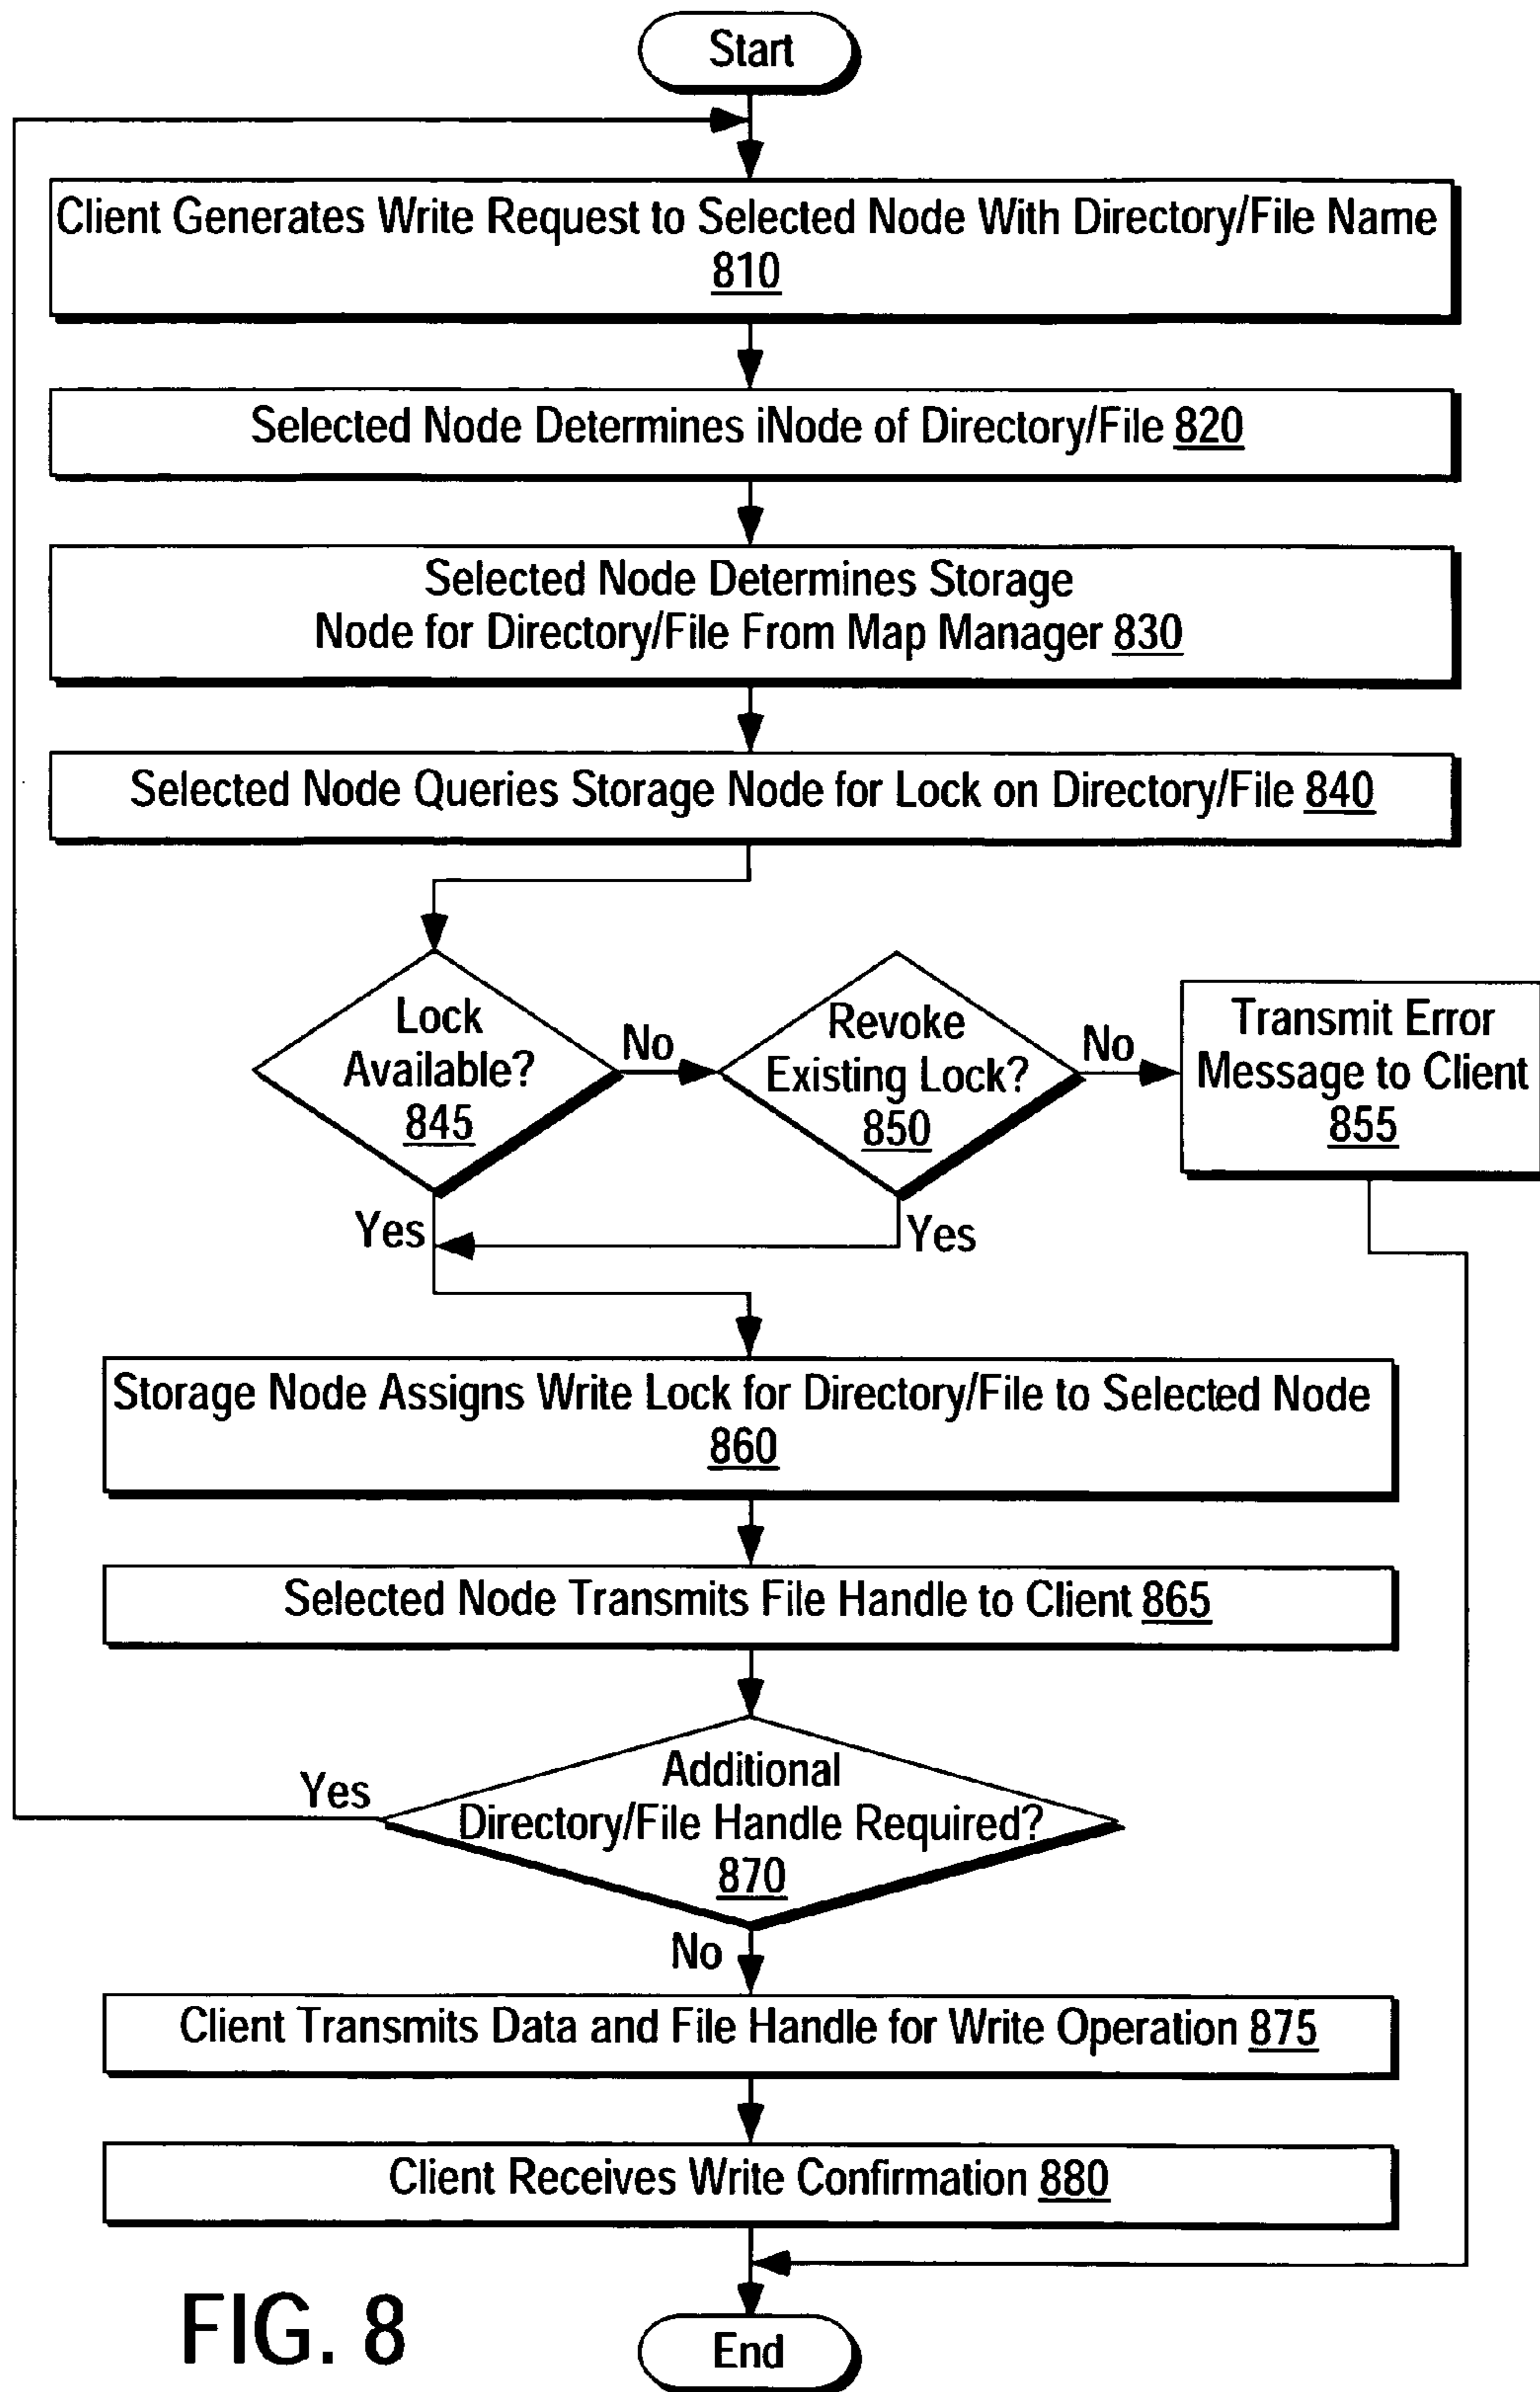 Start
Client Generates Write Request to Selected Node With Directory/File Name
810
Selected Node Determines iNode of Directory/File 820
Selected Node Determines Storage
Node for Directory/File From Map Manager 830
Selected Node Queries Storage Node for Lock on Directory/File 840
Lock
Available?
845
No
Revoke
Existing Lock?
850
No
Transmit Error
Message to Client
855
Yes
Yes
Storage Node Assigns Write Lock for Directory/File to Selected Node
860
Selected Node Transmits File Handle to Client 865
Additional
Directory/File Handle Required?
870
Yes
No
Client Transmits Data and File Handle for Write Operation 875
Client Receives Write Confirmation 880
End
FIG. 8